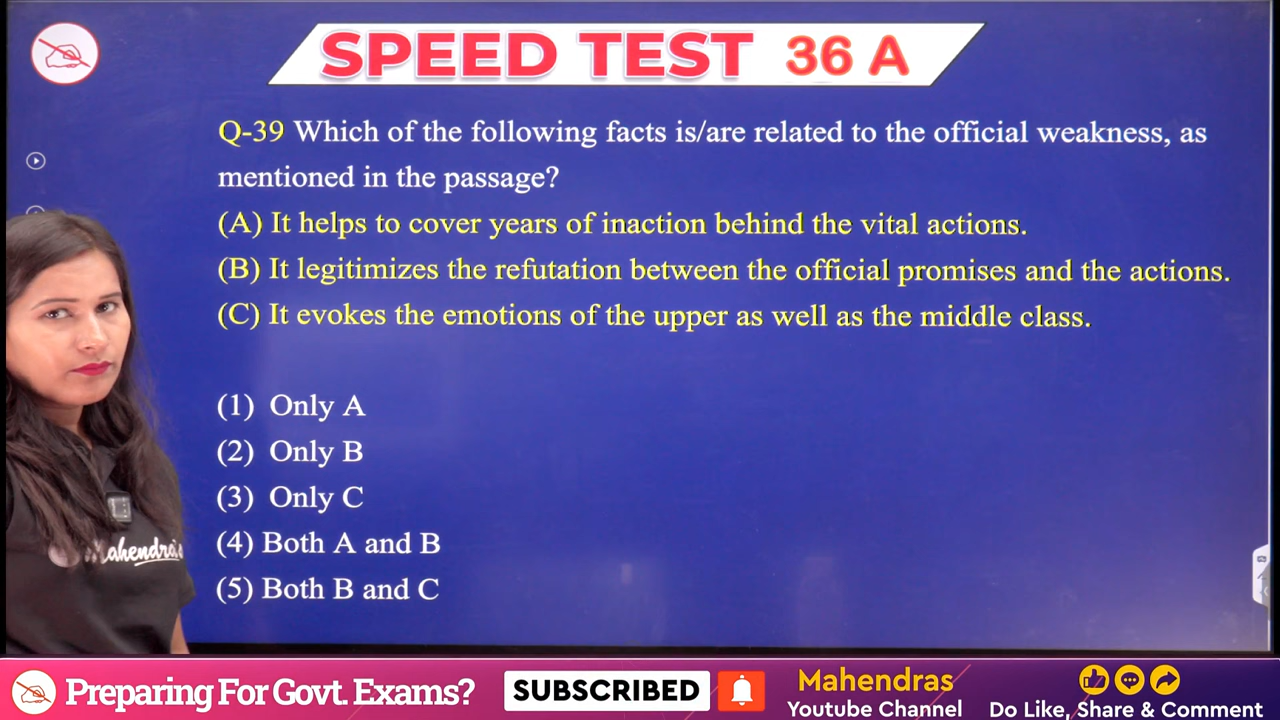 SPEED TEST 36 A
Q-39 Which of the following facts is/are related to the official weakness, as
mentioned in the passage?
(A) It helps to cover years of inaction behind the vital actions.
(B) It legitimizes the refutation between the official promises and the actions.
(C) It evokes the emotions of the upper as well as the middle class.
(1) Only A
(2) Only B
(3) Only C
(4) Both A and B
(5) Both B and C
Mahendra's
Preparing For Govt. Exams?
SUBSCRIBED
Mahendras
Youtube Channel
Do Like, Share & Comment